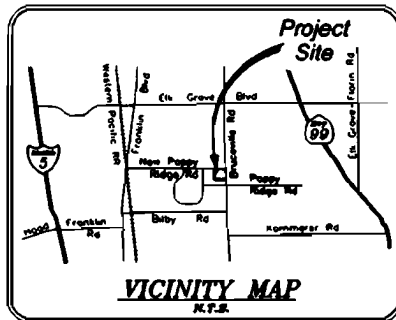 Project
Site
Western Pacific RR
Franklin
Blvd
Elk Grove Blvd
Bruceville Rd
Elk Grove-Florin Rd
5
99
New Poppy
Ridge Rd
Poppy
Ridge Rd
Hood Franklin
Rd
Bilby Rd
Kammerer Rd
VICINITY MAP
N.T.S.